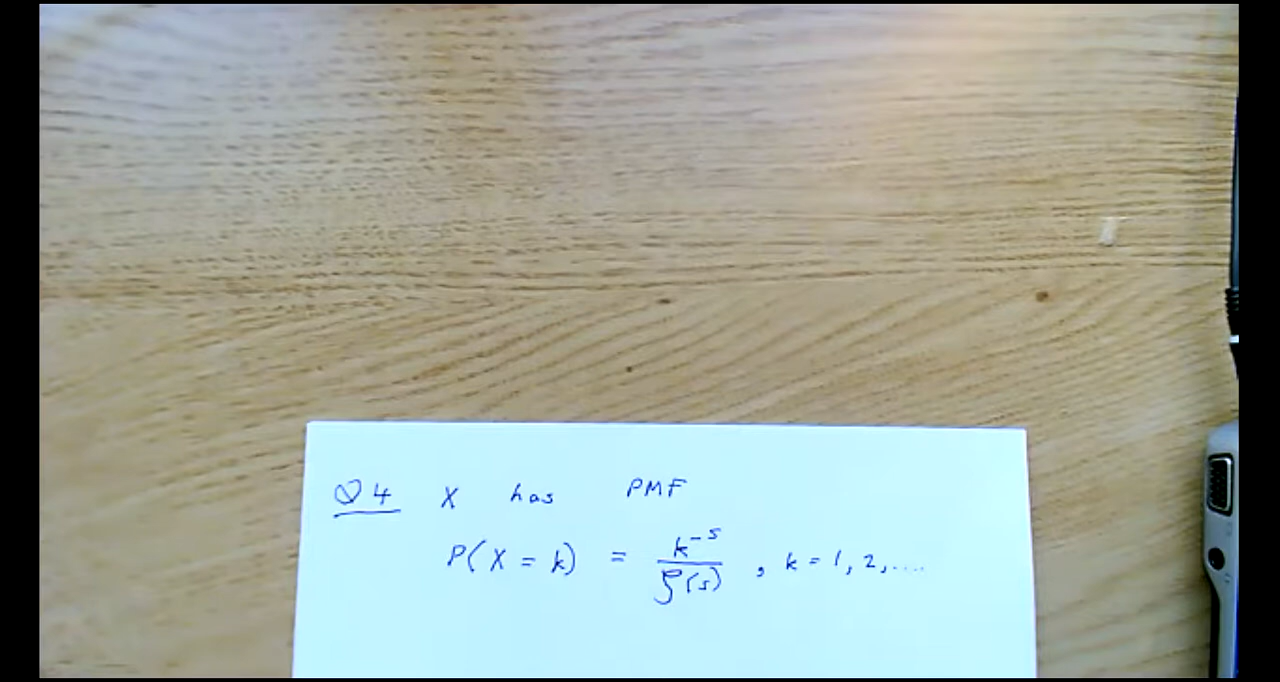 Q4 X has PMF
P(X = k) = k^{-s} / ζ(s) , k = 1, 2, ....